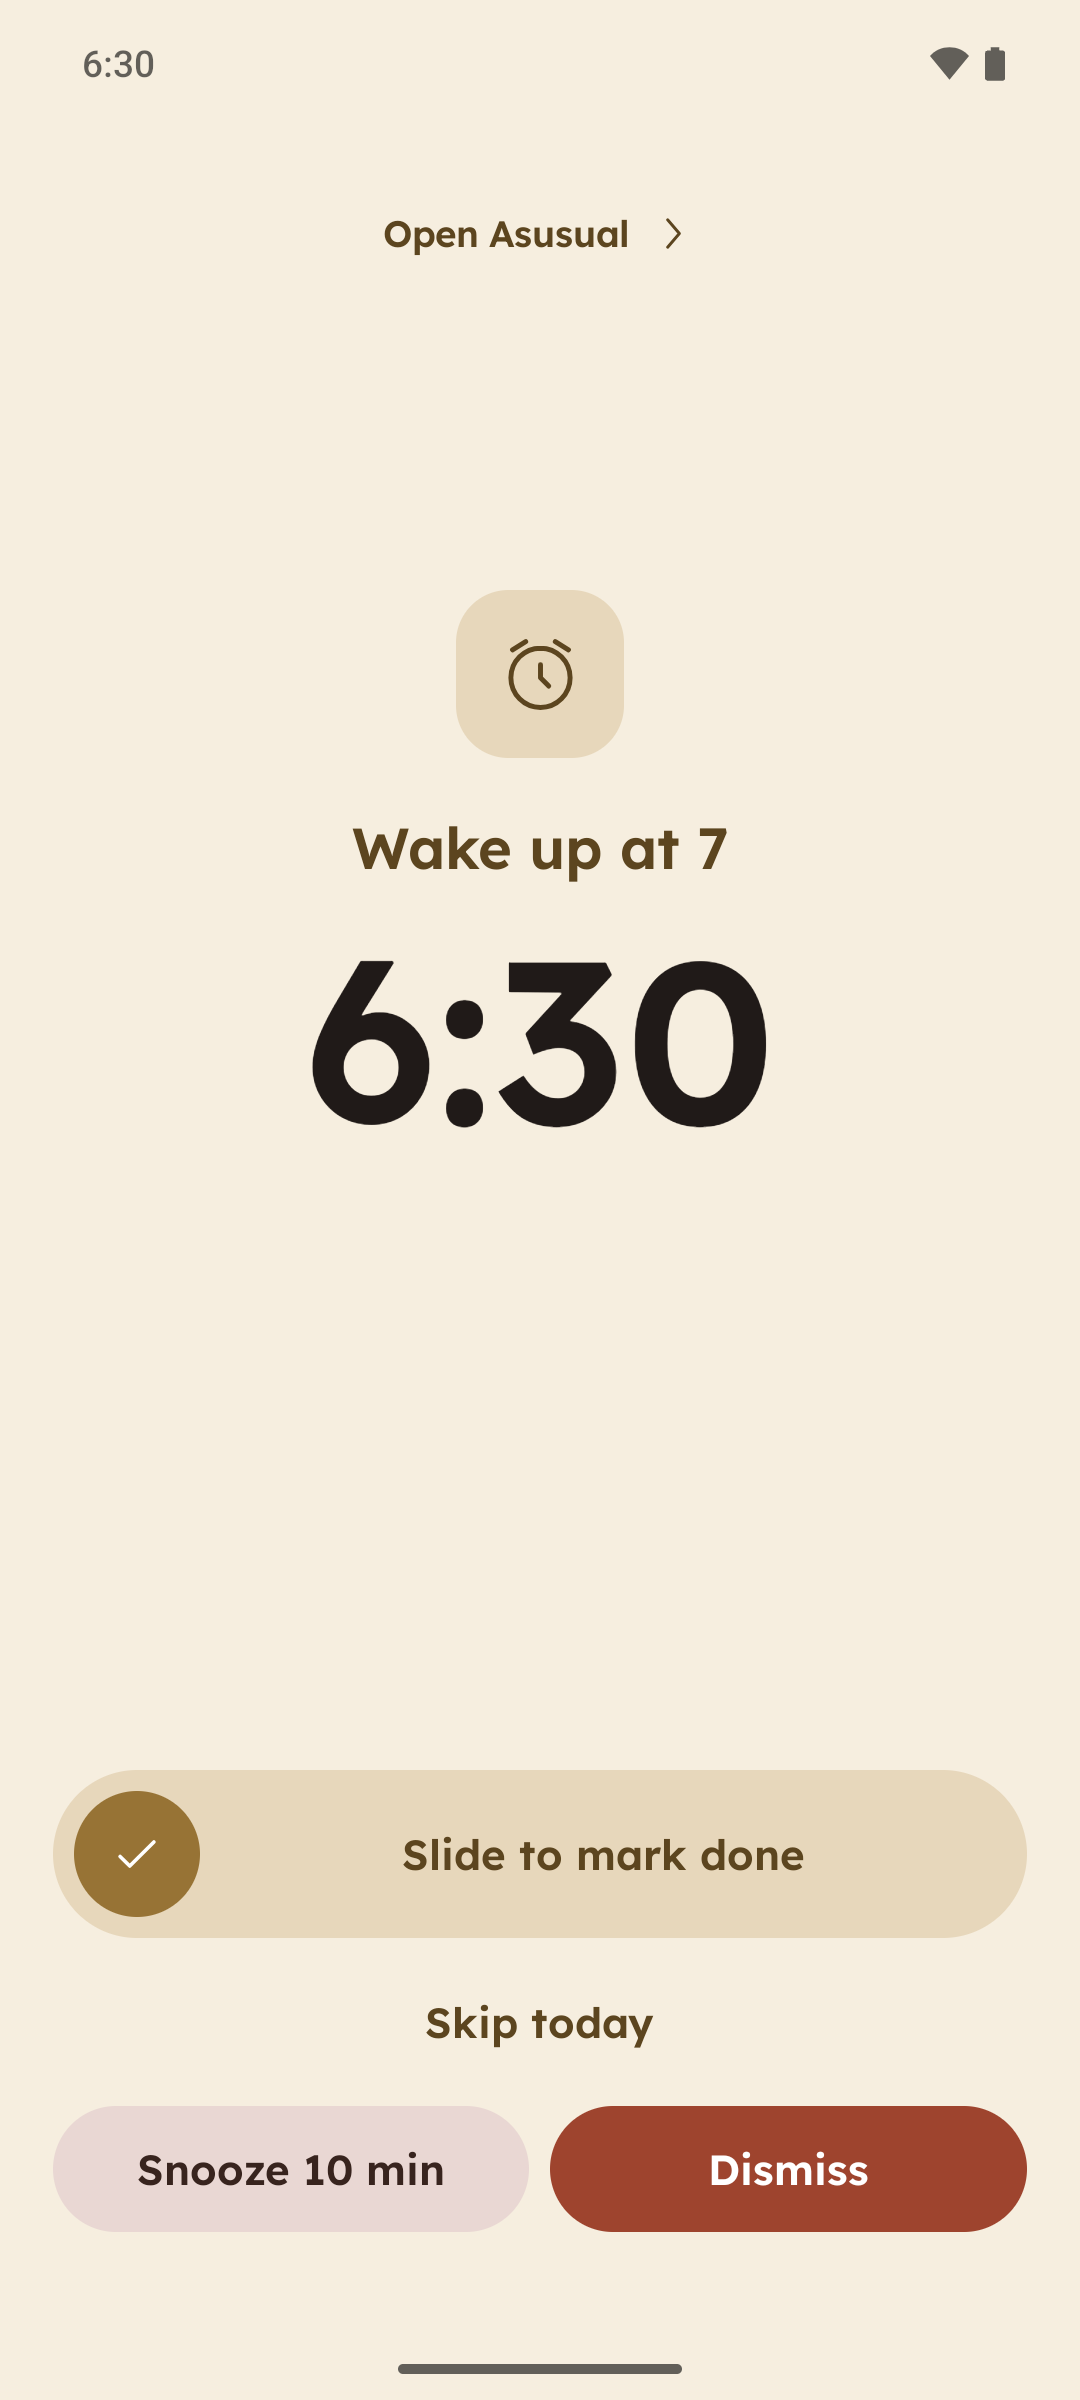 6:30
Open Asusual
Wake up at 7
6:30
Slide to mark done
Skip today
Snooze 10 min
Dismiss